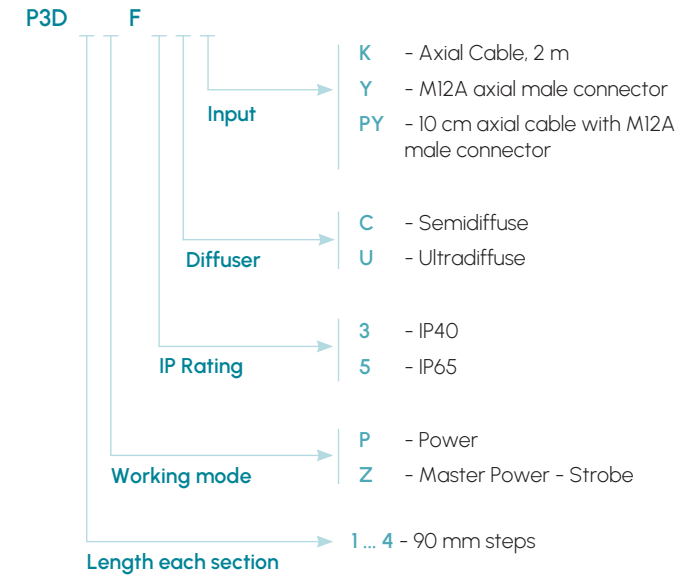 P3D F
K - Axial Cable, 2 m
Y - M12A axial male connector
Input
PY - 10 cm axial cable with M12A
male connector
C - Semidiffuse
Diffuser
U - Ultradiffuse
3 - IP40
IP Rating
5 - IP65
P - Power
Working mode
Z - Master Power - Strobe
1 ... 4 - 90 mm steps
Length each section